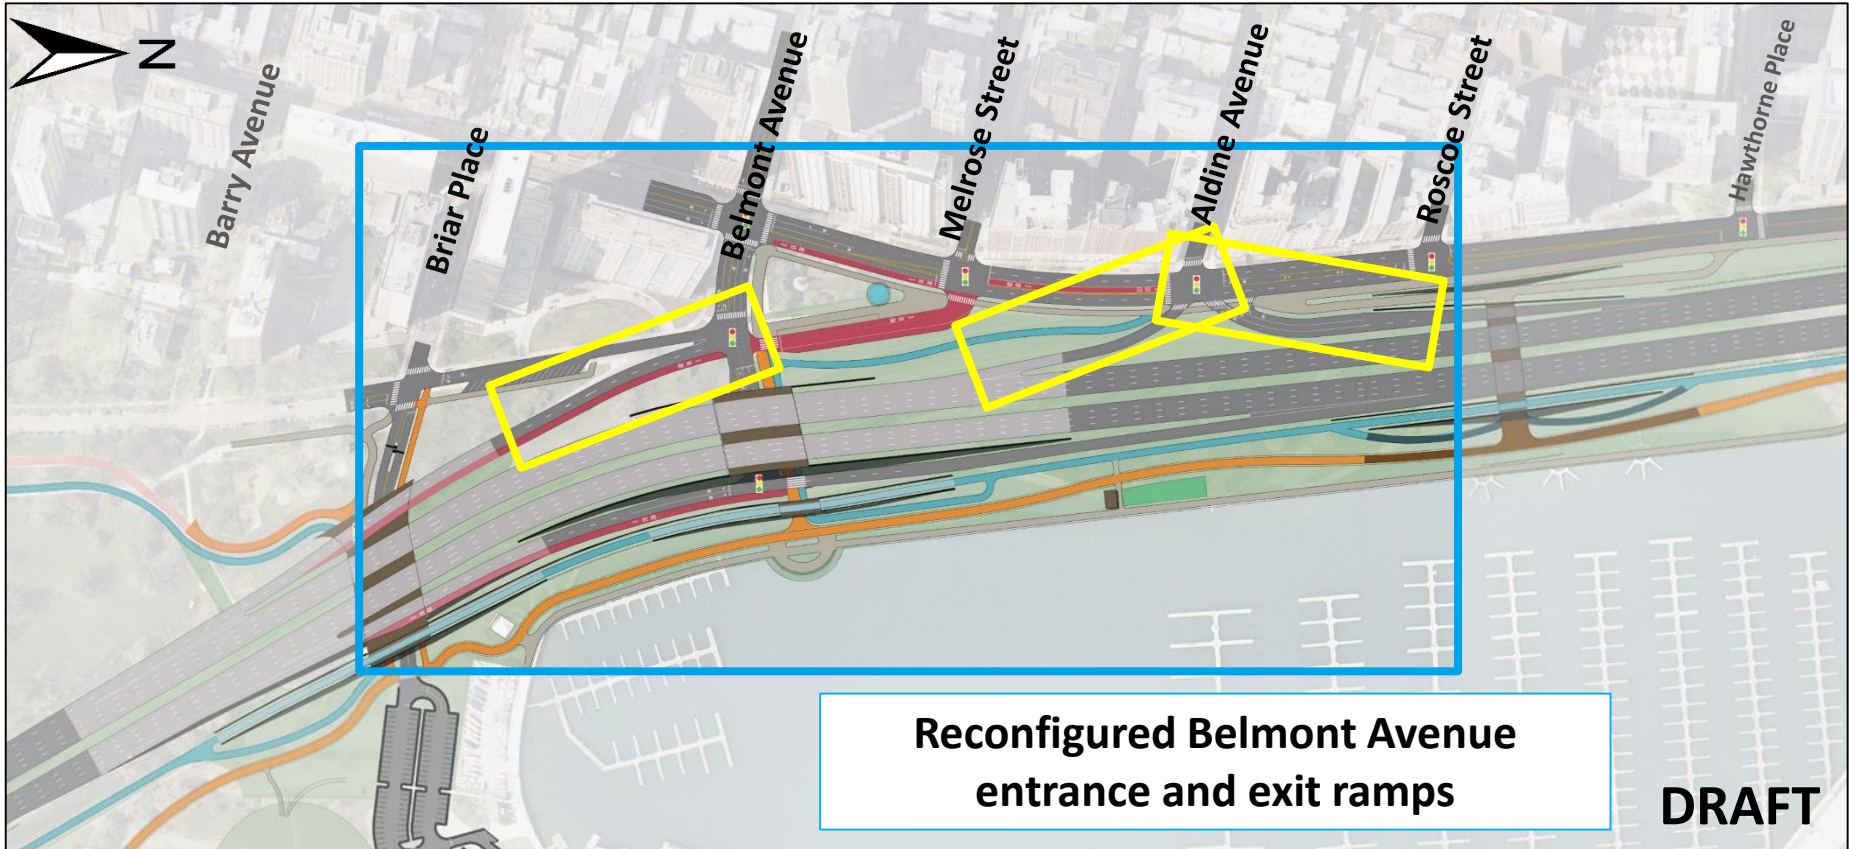 N
Barry Avenue
Briar Place
Belmont Avenue
Melrose Street
Aldine Avenue
Roscoe Street
Hawthorne Place
Reconfigured Belmont Avenue
entrance and exit ramps
DRAFT